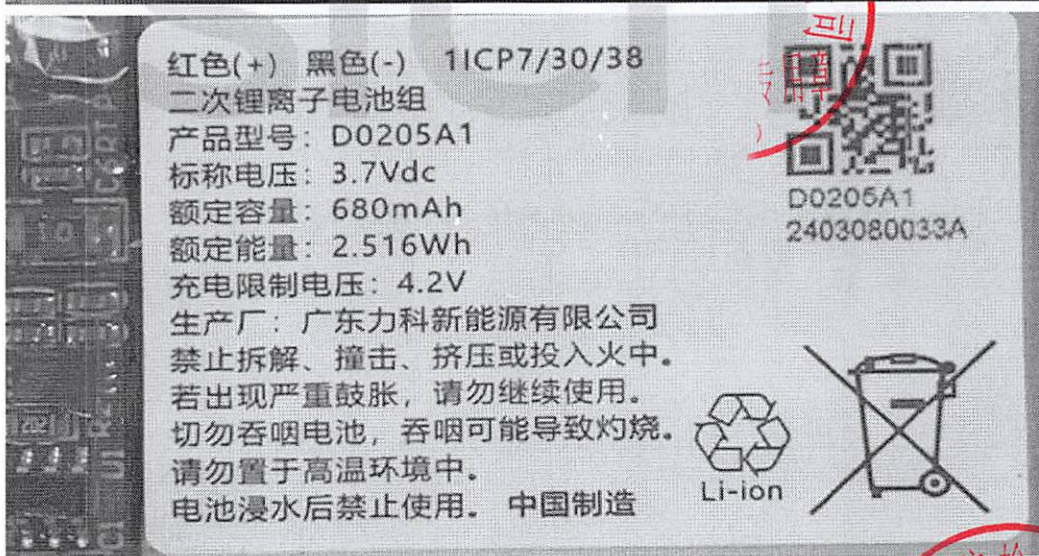 红色(+) 黑色(-) 1ICP7/30/38
二次锂离子电池组
产品型号：D0205A1
标称电压：3.7Vdc
额定容量：680mAh
额定能量：2.516Wh
充电限制电压：4.2V
生产厂：广东力科新能源有限公司
禁止拆解、撞击、挤压或投入火中。
若出现严重鼓胀，请勿继续使用。
切勿吞咽电池，吞咽可能导致灼烧。
请勿置于高温环境中。
电池浸水后禁止使用。 中国制造
D0205A1
2403080033A
Li-ion
司
U1